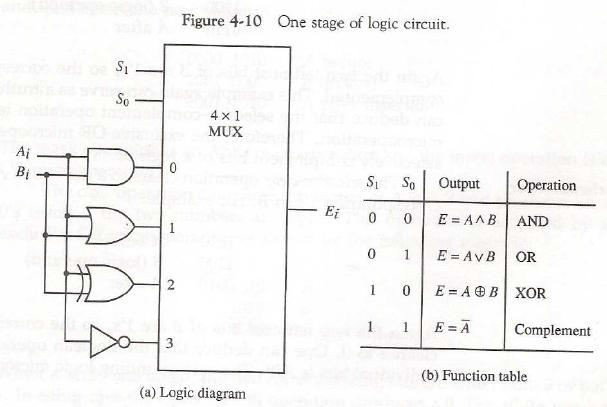 Figure 4-10 One stage of logic circuit.
S1
S0
4 × 1
MUX
Ai
Bi
0
1
2
3
Ei
(a) Logic diagram
S1 S0 Output Operation
0 0 E = A ∧ B AND
0 1 E = A ∨ B OR
1 0 E = A ⊕ B XOR
1 1 E = A̅ Complement
(b) Function table